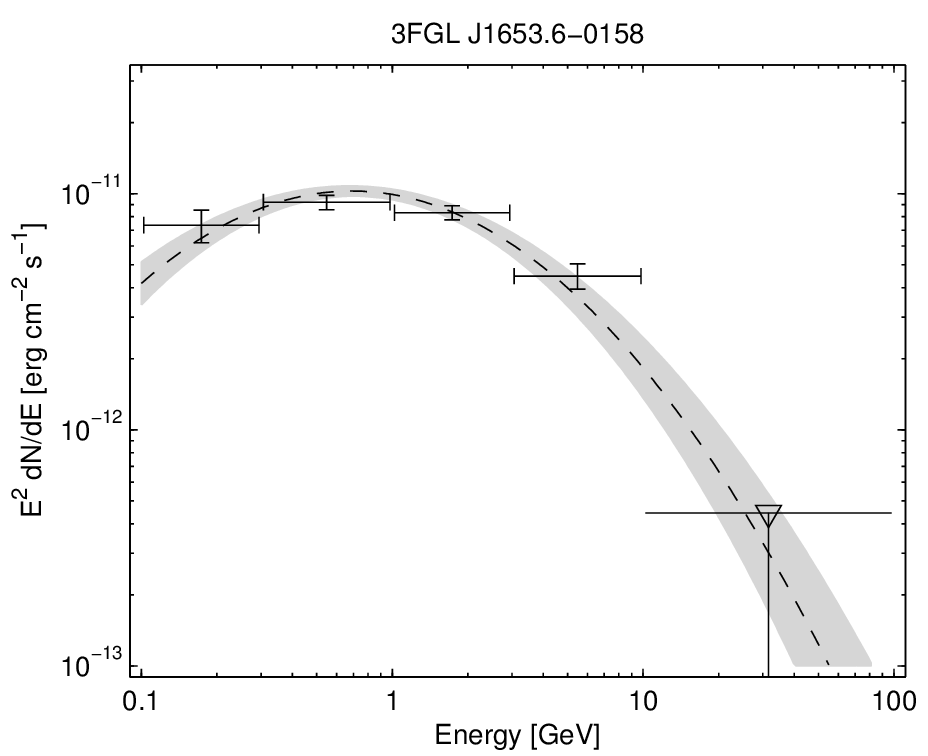 3FGL J1653.6−0158
E² dN/dE [erg cm⁻² s⁻¹]
10⁻¹¹
10⁻¹²
10⁻¹³
0.1 1 10 100
Energy [GeV]